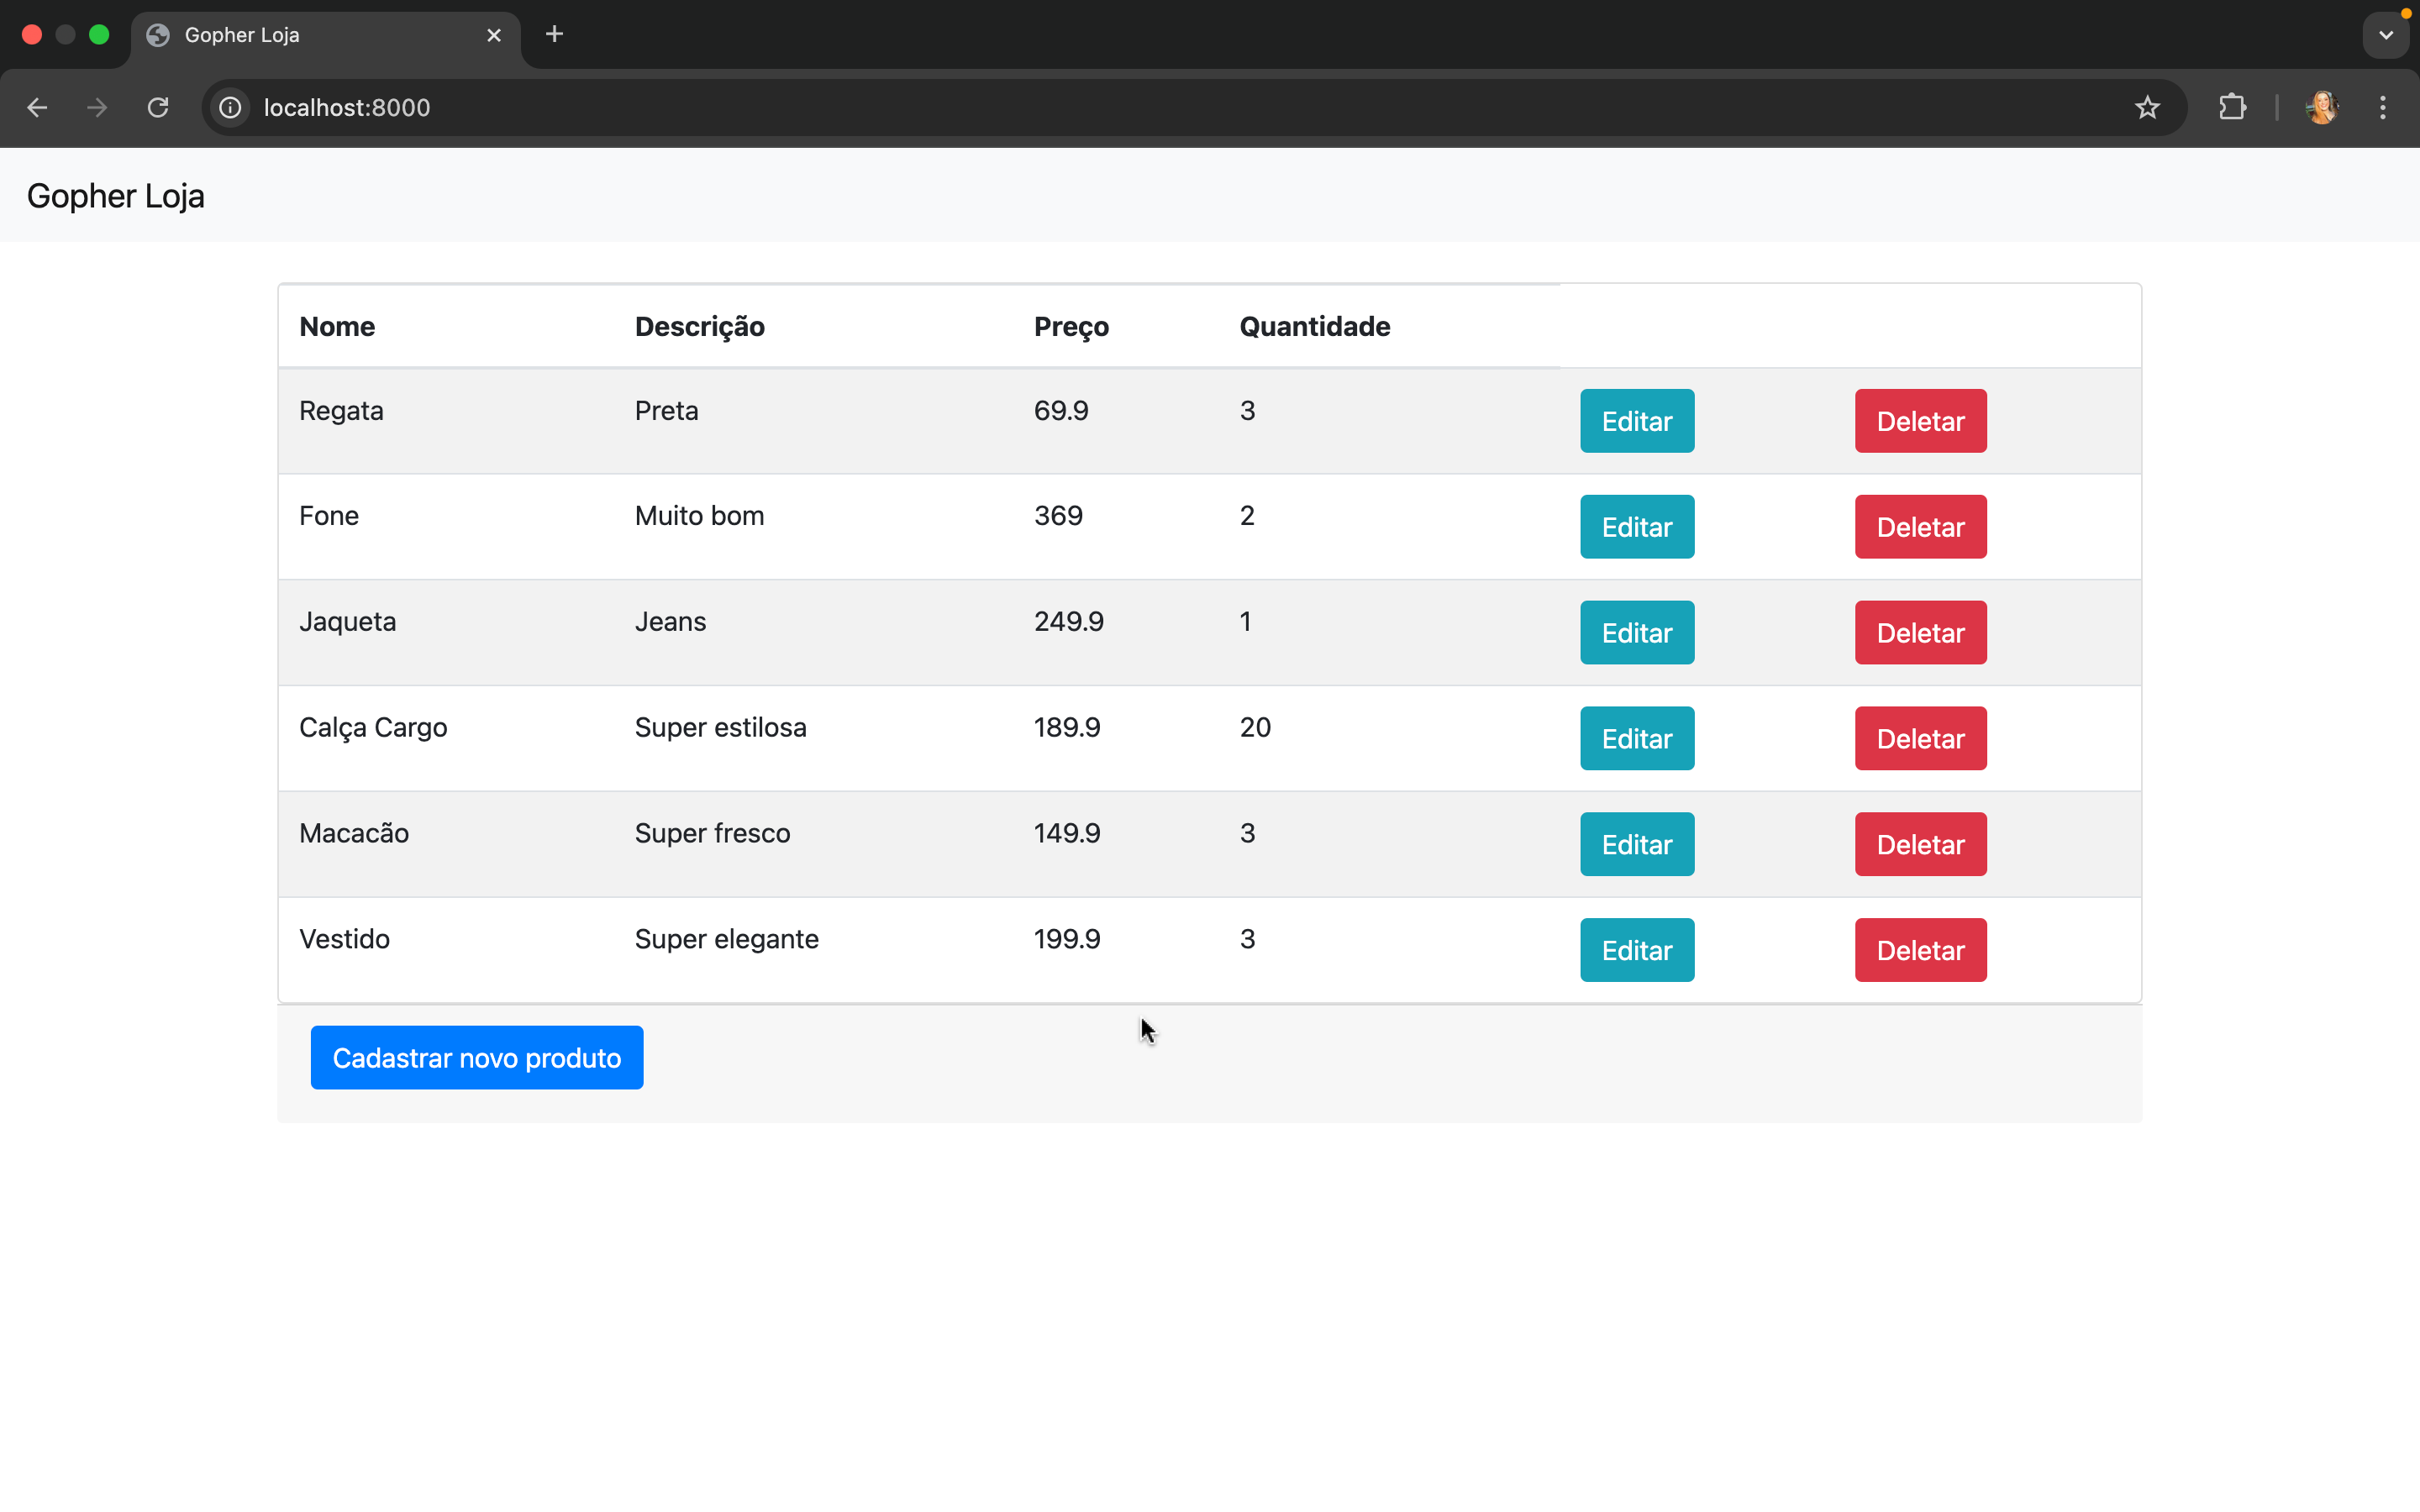 Gopher Loja
localhost:8000
Gopher Loja
Nome Descrição Preço Quantidade
Regata Preta 69.9 3 Editar Deletar
Fone Muito bom 369 2 Editar Deletar
Jaqueta Jeans 249.9 1 Editar Deletar
Calça Cargo Super estilosa 189.9 20 Editar Deletar
Macacão Super fresco 149.9 3 Editar Deletar
Vestido Super elegante 199.9 3 Editar Deletar
Cadastrar novo produto